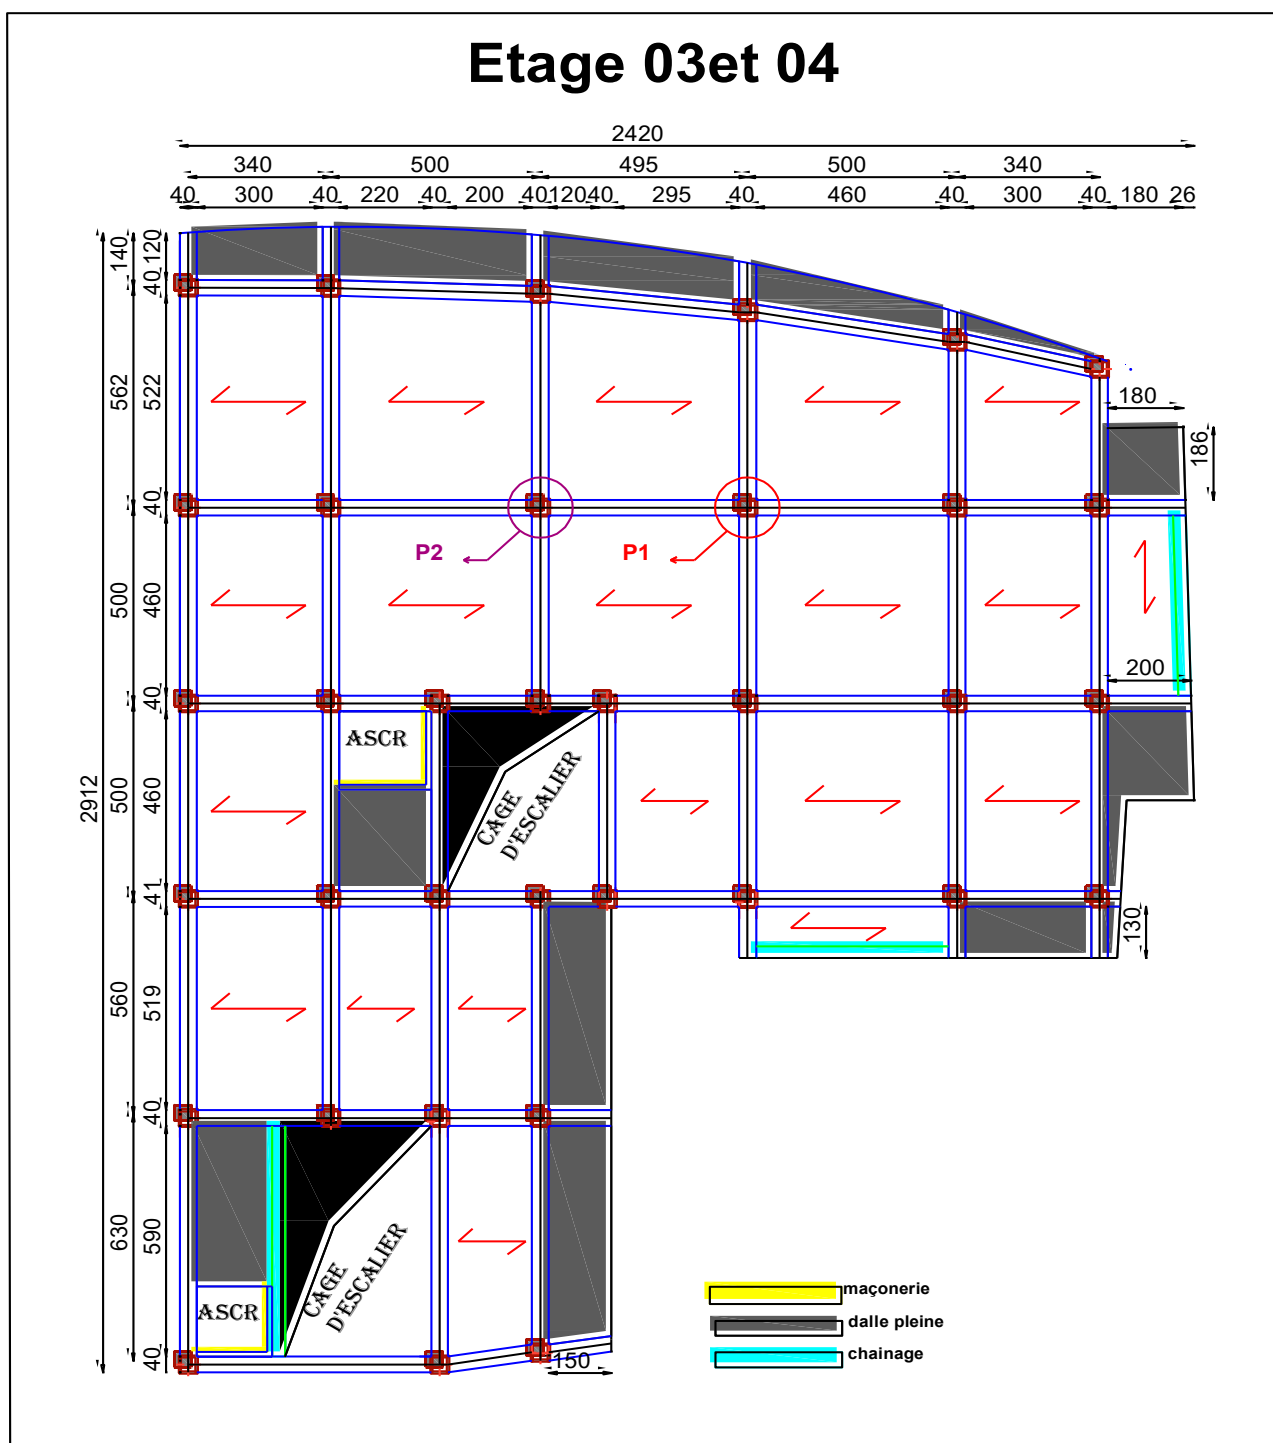 Etage 03et 04
2420
340 500 495 500 340
40 300 40 220 40 200 40 120 40 295 40 460 40 300 40 180 26
140 120
40
562 522
180
186
40
P2 P1
500 460
200
40
ASCR
CAGE
D'ESCALIER
2912
500 460
41
130
560 519
40
630 590
CAGE
D'ESCALIER
ASCR
40
150
maçonerie
dalle pleine
chainage